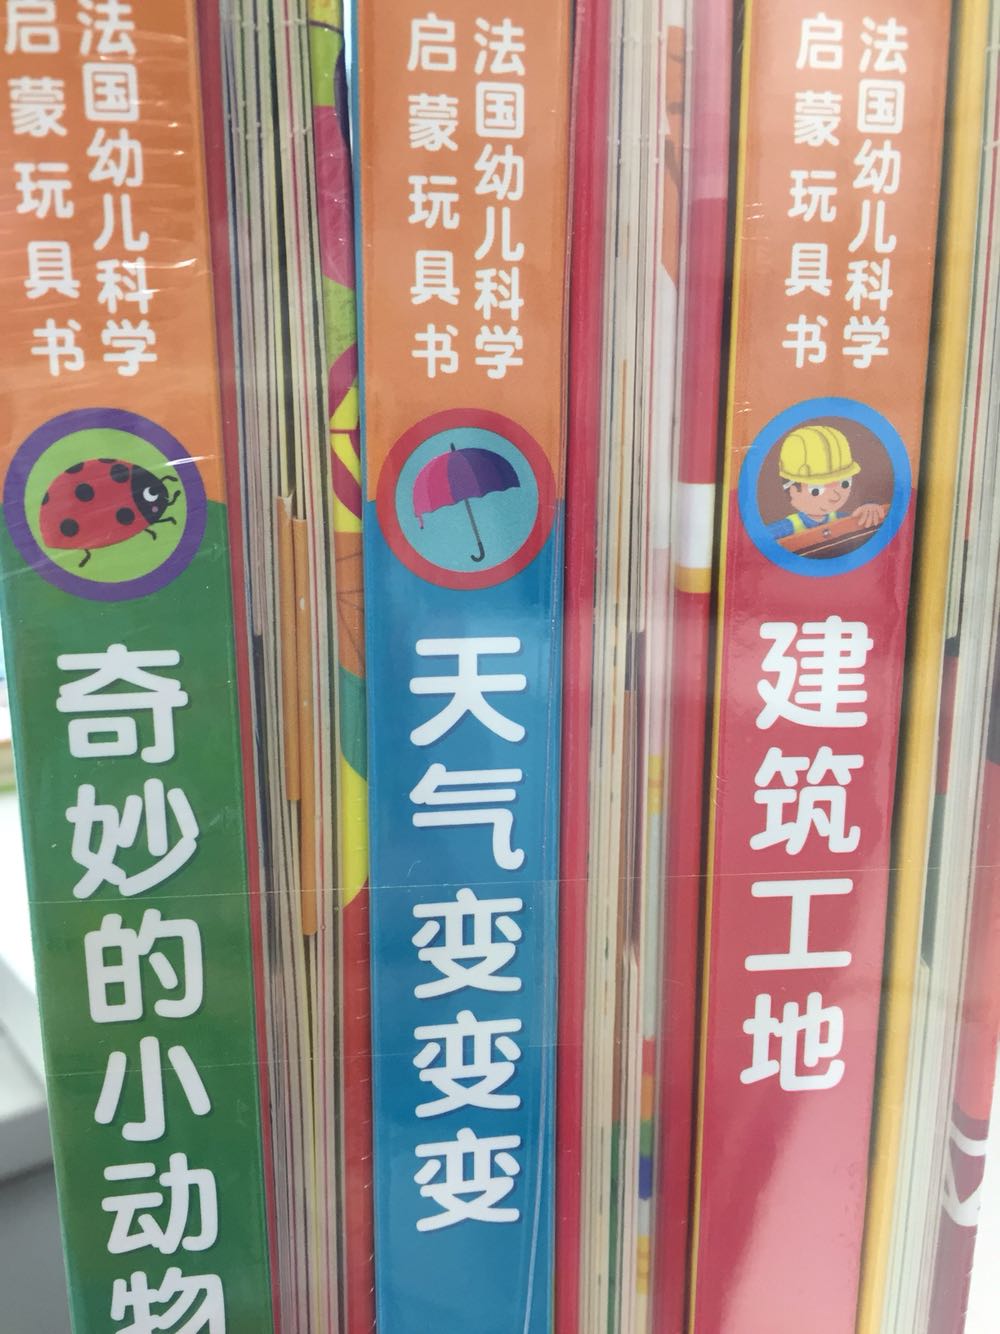 法国幼儿科学
启蒙玩具书
奇妙的小动物
法国幼儿科学
启蒙玩具书
天气变变变
法国幼儿科学
启蒙玩具书
建筑工地